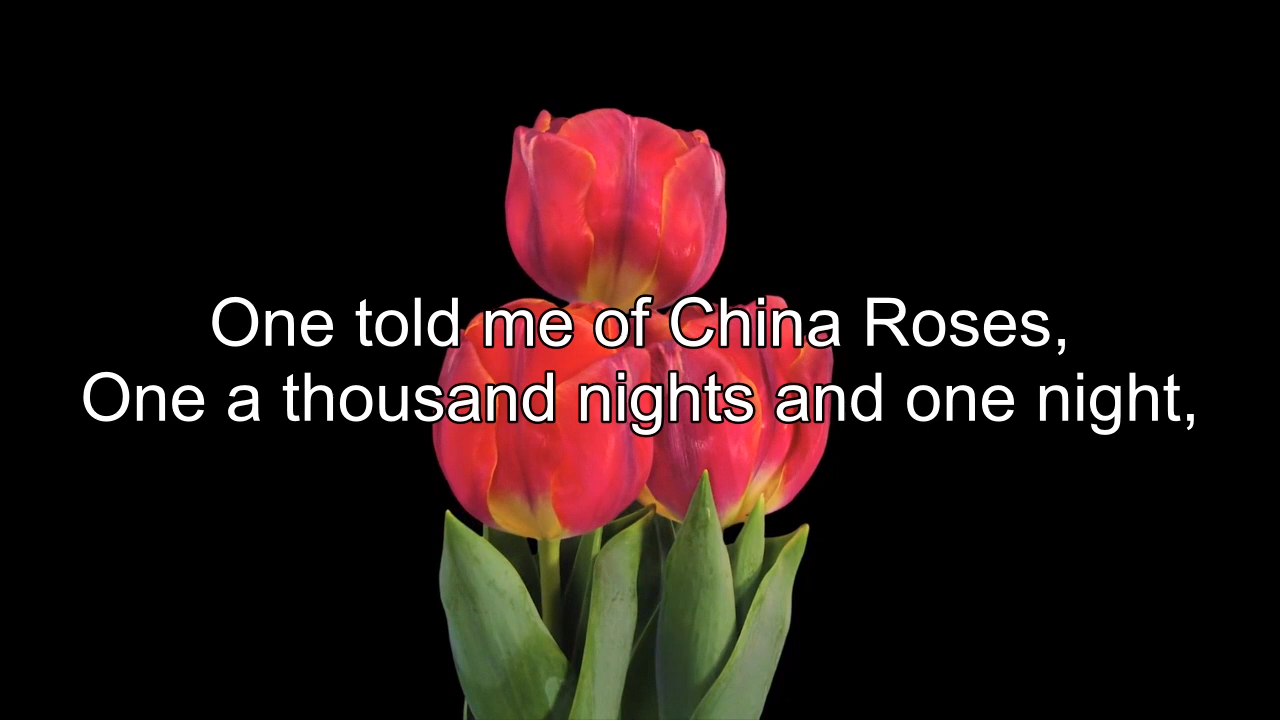 One told me of China Roses,
One a thousand nights and one night,